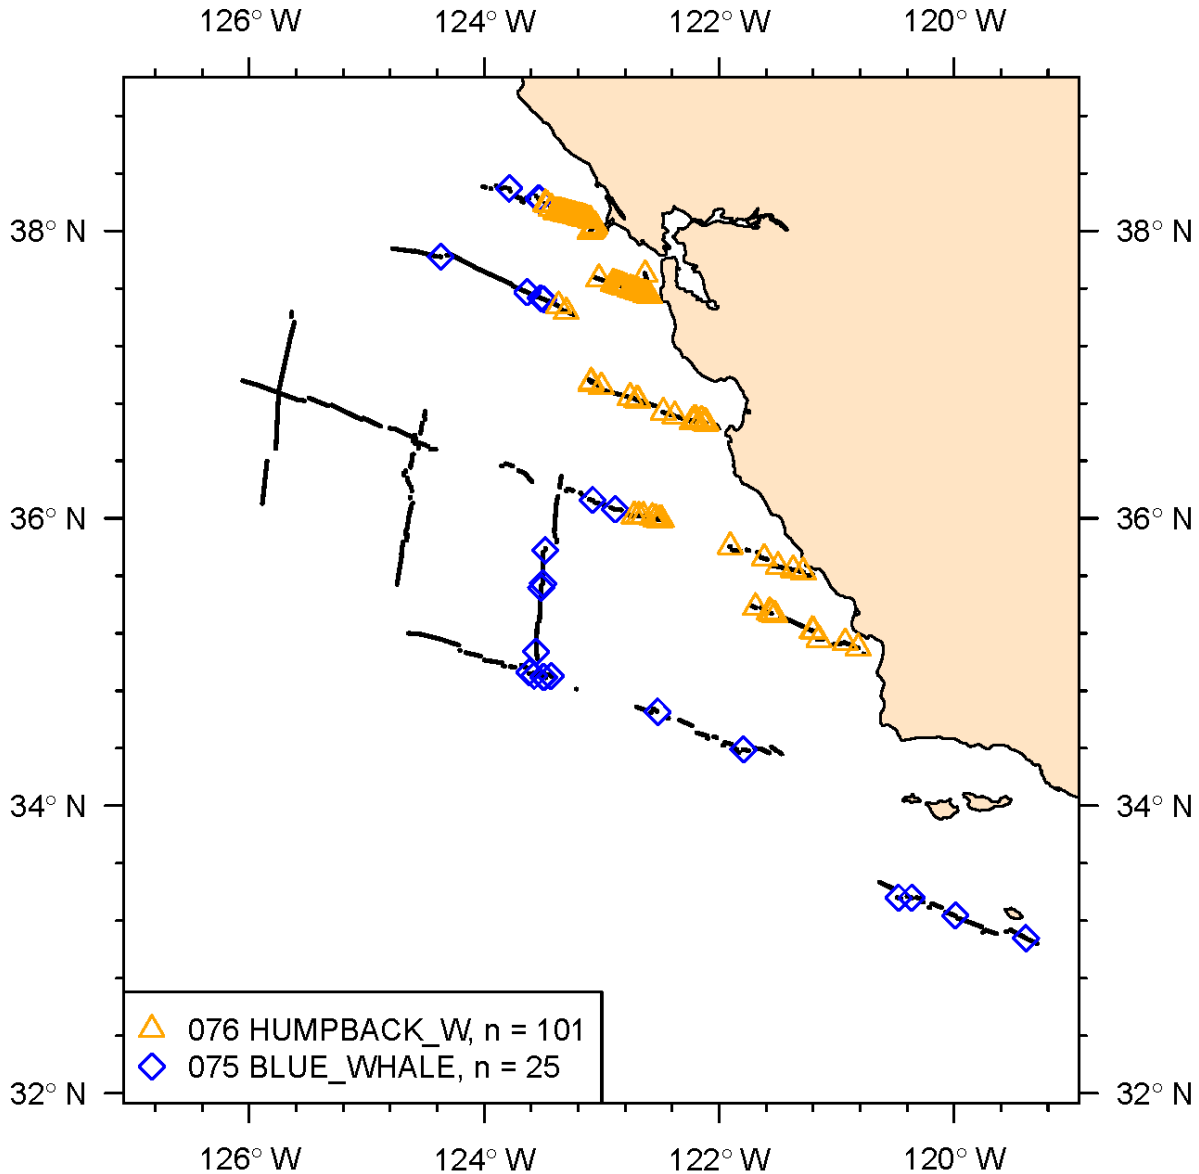 126° W 124° W 122° W 120° W
38° N 38° N
36° N 36° N
34° N 34° N
076 HUMPBACK_W, n = 101
075 BLUE_WHALE, n = 25
32° N 32° N
126° W 124° W 122° W 120° W